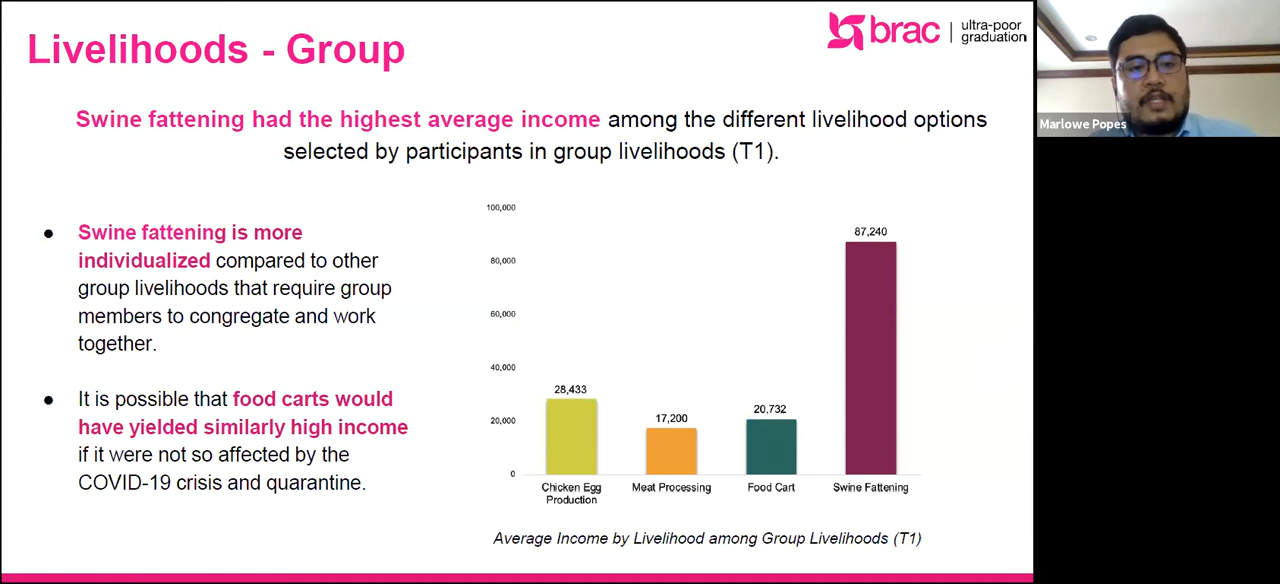 Livelihoods - Group
brac
ultra-poor
graduation
Marlowe Popes
Swine fattening had the highest average income among the different livelihood options
selected by participants in group livelihoods (T1).
● Swine fattening is more
individualized compared to other
group livelihoods that require group
members to congregate and work
together.
● It is possible that food carts would
have yielded similarly high income
if it were not so affected by the
COVID-19 crisis and quarantine.
100,000
80,000
60,000
40,000
20,000
0
28,433
17,200
20,732
87,240
Chicken Egg
Production
Meat Processing
Food Cart
Swine Fattening
Average Income by Livelihood among Group Livelihoods (T1)